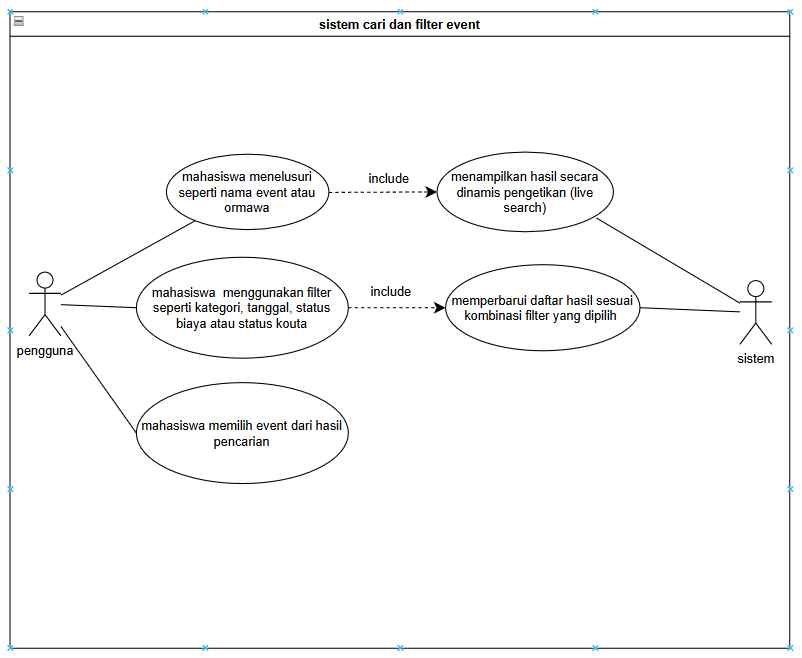 sistem cari dan filter event
mahasiswa menelusuri
seperti nama event atau
ormawa
include
menampilkan hasil secara
dinamis pengetikan (live
search)
mahasiswa  menggunakan filter
seperti kategori, tanggal, status
biaya atau status kouta
include
memperbarui daftar hasil sesuai
kombinasi filter yang dipilih
pengguna
sistem
mahasiswa memilih event dari hasil
pencarian